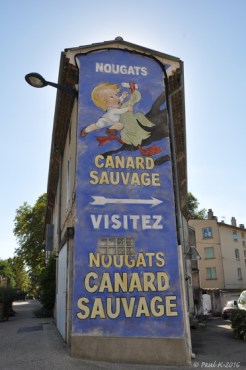 NOUGATS
CANARD
SAUVAGE
VISITEZ
NOUGATS
CANARD
SAUVAGE
Paul K-2016